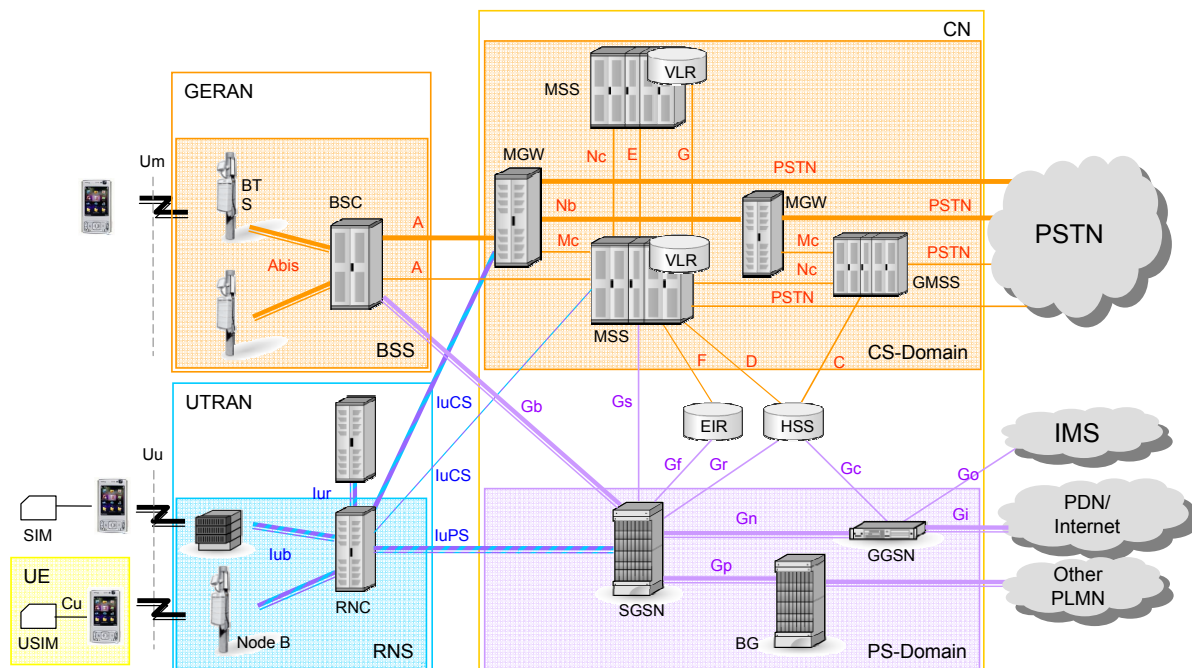 CN
GERAN
MSS
VLR
Um
MGW
Nc
E
G
PSTN
BT
S
BSC
A
Nb
MGW
PSTN
PSTN
Mc
VLR
Mc
PSTN
Abis
A
Nc
GMSS
PSTN
BSS
MSS
F
D
C
CS-Domain
UTRAN
IuCS
Gb
Gs
EIR
HSS
IMS
Uu
Gf
Gr
Gc
Go
IuCS
Iur
SIM
Iub
IuPS
Gn
Gi
PDN/
Internet
GGSN
UE
Cu
USIM
Node B
RNC
RNS
SGSN
Gp
BG
Other
PLMN
PS-Domain